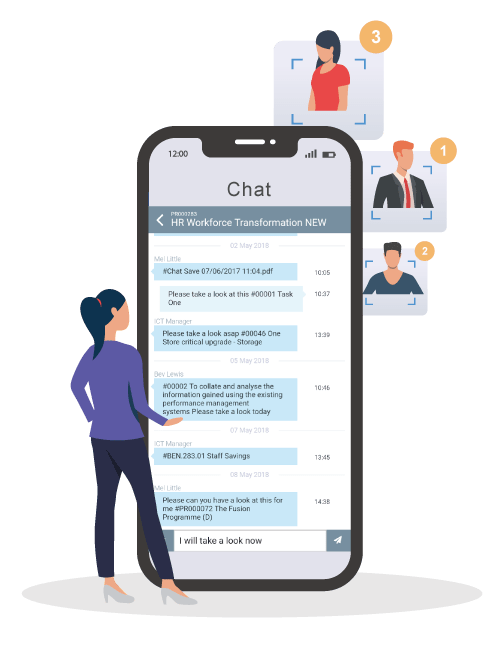 3
12:00
Chat
1
PR000283
HR Workforce Transformation NEW
2
02 May 2018
Mel Little
#Chat Save 07/06/2017 11:04.pdf
10:05
Please take a look at this #00001 Task
One
10:37
ICT Manager
Please take a look asap #00046 One
Store critical upgrade - Storage
13:39
05 May 2018
Bev Lewis
#00002 To collate and analyse the
information gained using the existing
performance management
systems Please take a look today
10:46
07 May 2018
ICT Manager
#BEN.283.01 Staff Savings
13:45
08 May 2018
Mel Little
Please can you have a look at this for
me #PR000072 The Fusion
Programme (D)
14:38
I will take a look now